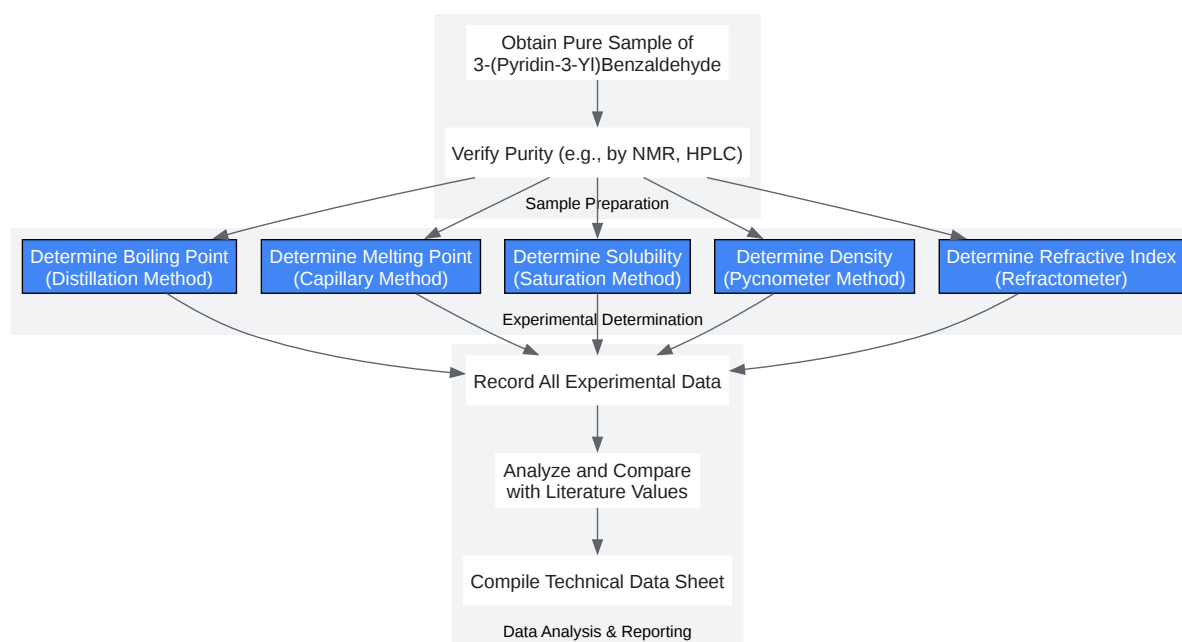 Obtain Pure Sample of
3-(Pyridin-3-Yl)Benzaldehyde
Verify Purity (e.g., by NMR, HPLC)
Sample Preparation
Determine Boiling Point
(Distillation Method)
Determine Melting Point
(Capillary Method)
Determine Solubility
(Saturation Method)
Determine Density
(Pycnometer Method)
Determine Refractive Index
(Refractometer)
Experimental Determination
Record All Experimental Data
Analyze and Compare
with Literature Values
Compile Technical Data Sheet
Data Analysis & Reporting